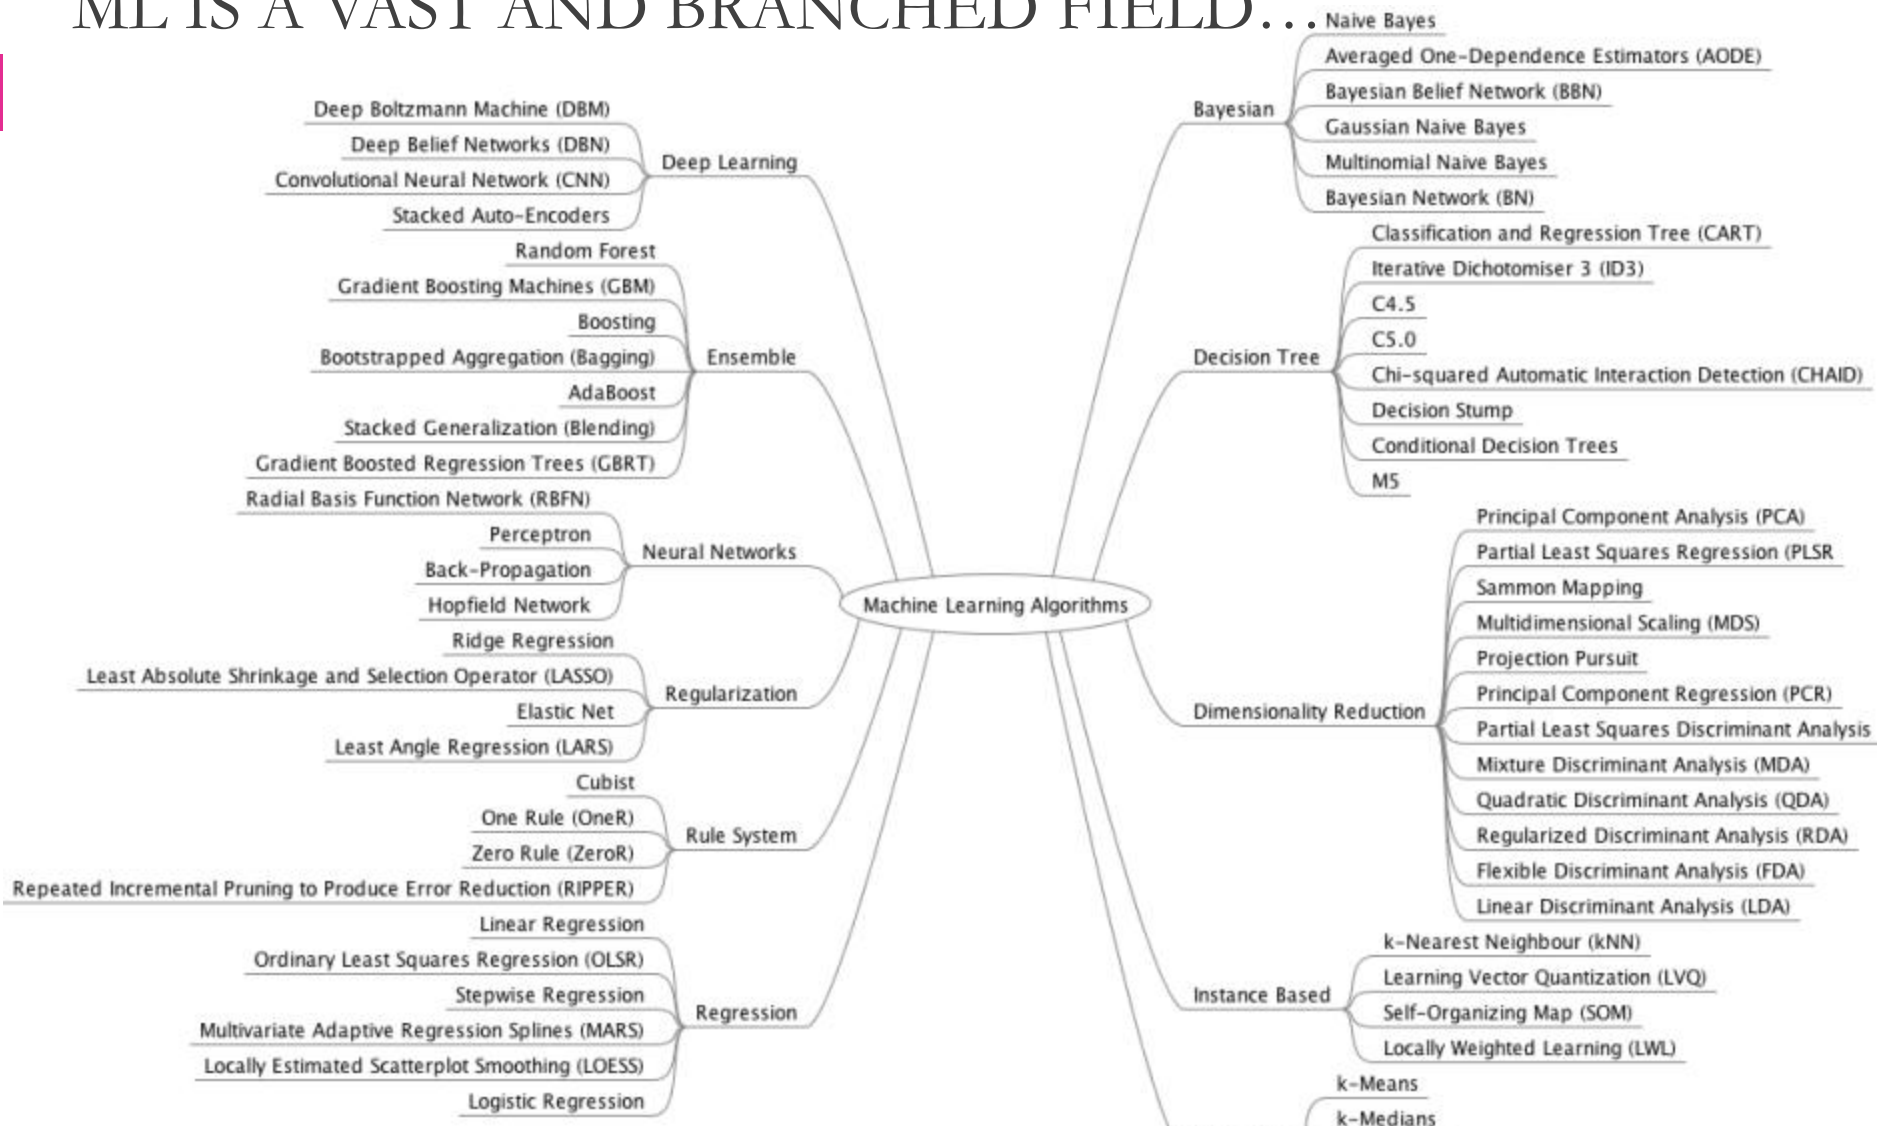 ML IS A VAST AND BRANCHED FIELD…
Deep Boltzmann Machine (DBM)
Deep Belief Networks (DBN)
Convolutional Neural Network (CNN)
Stacked Auto-Encoders
Deep Learning
Random Forest
Gradient Boosting Machines (GBM)
Boosting
Bootstrapped Aggregation (Bagging)
AdaBoost
Stacked Generalization (Blending)
Gradient Boosted Regression Trees (GBRT)
Ensemble
Radial Basis Function Network (RBFN)
Perceptron
Back-Propagation
Hopfield Network
Neural Networks
Ridge Regression
Least Absolute Shrinkage and Selection Operator (LASSO)
Elastic Net
Least Angle Regression (LARS)
Regularization
Cubist
One Rule (OneR)
Zero Rule (ZeroR)
Repeated Incremental Pruning to Produce Error Reduction (RIPPER)
Rule System
Linear Regression
Ordinary Least Squares Regression (OLSR)
Stepwise Regression
Multivariate Adaptive Regression Splines (MARS)
Locally Estimated Scatterplot Smoothing (LOESS)
Logistic Regression
Regression
Machine Learning Algorithms
Bayesian
Naive Bayes
Averaged One-Dependence Estimators (AODE)
Bayesian Belief Network (BBN)
Gaussian Naive Bayes
Multinomial Naive Bayes
Bayesian Network (BN)
Decision Tree
Classification and Regression Tree (CART)
Iterative Dichotomiser 3 (ID3)
C4.5
C5.0
Chi-squared Automatic Interaction Detection (CHAID)
Decision Stump
Conditional Decision Trees
M5
Dimensionality Reduction
Principal Component Analysis (PCA)
Partial Least Squares Regression (PLSR
Sammon Mapping
Multidimensional Scaling (MDS)
Projection Pursuit
Principal Component Regression (PCR)
Partial Least Squares Discriminant Analysis
Mixture Discriminant Analysis (MDA)
Quadratic Discriminant Analysis (QDA)
Regularized Discriminant Analysis (RDA)
Flexible Discriminant Analysis (FDA)
Linear Discriminant Analysis (LDA)
Instance Based
k-Nearest Neighbour (kNN)
Learning Vector Quantization (LVQ)
Self-Organizing Map (SOM)
Locally Weighted Learning (LWL)
k-Means
k-Medians